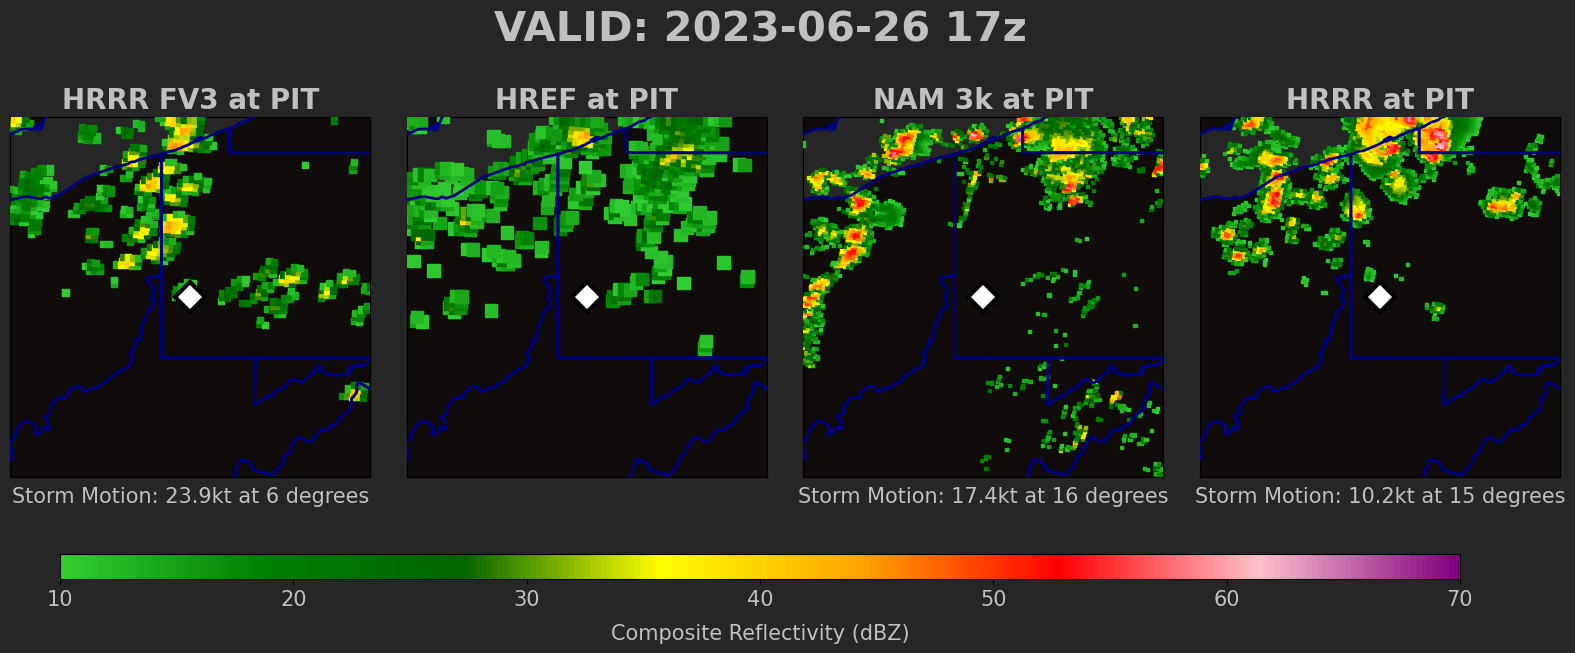 VALID: 2023-06-26 17z
HRRR FV3 at PIT
HREF at PIT
NAM 3k at PIT
HRRR at PIT
Storm Motion: 23.9kt at 6 degrees
Storm Motion: 17.4kt at 16 degrees
Storm Motion: 10.2kt at 15 degrees
10 20 30 40 50 60 70
Composite Reflectivity (dBZ)